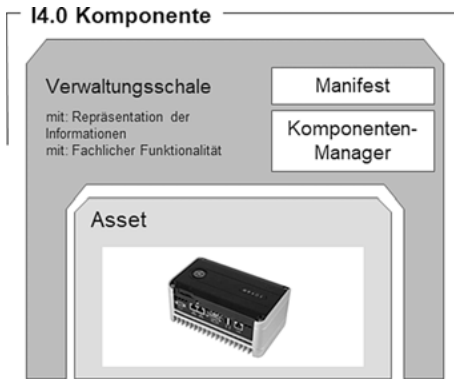 I4.0 Komponente
Verwaltungsschale
mit: Repräsentation der
Informationen
mit: Fachlicher Funktionalität
Manifest
Komponenten-
Manager
Asset